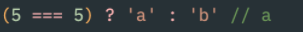 (5 === 5) ? 'a' : 'b' // a